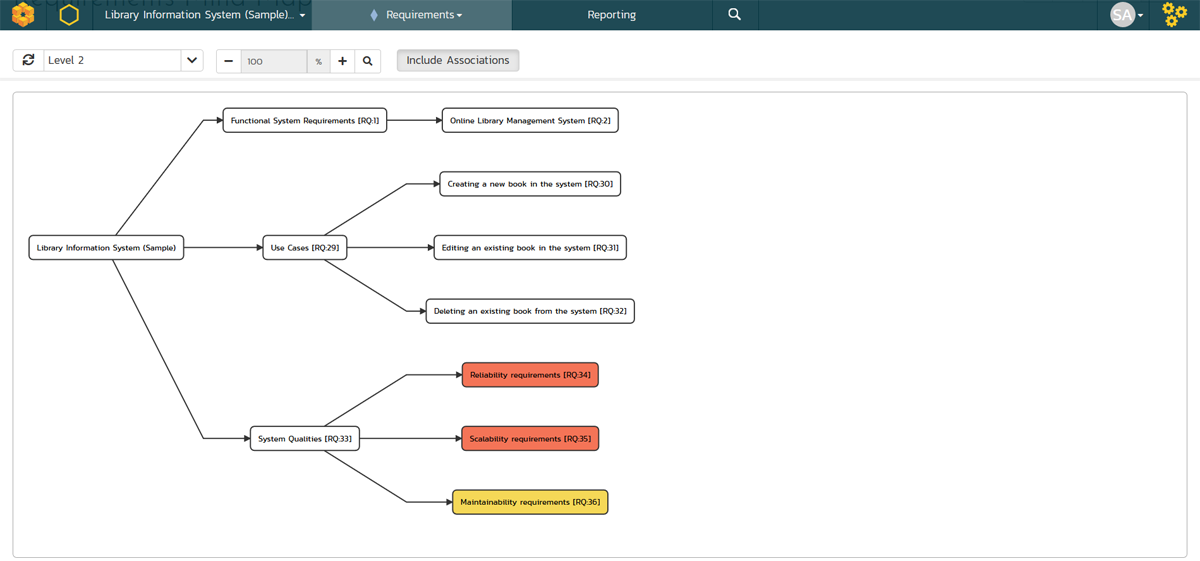 Library Information System (Sample)...
Requirements
Reporting
SA
Level 2
100
%
Include Associations
Functional System Requirements [RQ:1]
Online Library Management System [RQ:2]
Creating a new book in the system [RQ:30]
Library Information System (Sample)
Use Cases [RQ:29]
Editing an existing book in the system [RQ:31]
Deleting an existing book from the system [RQ:32]
Reliability requirements [RQ:34]
System Qualities [RQ:33]
Scalability requirements [RQ:35]
Maintainability requirements [RQ:36]